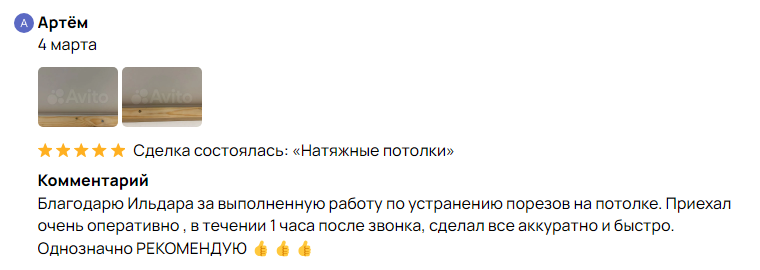 А Артём
4 марта
Avito Avito
Сделка состоялась: «Натяжные потолки»
Комментарий
Благодарю Ильдара за выполненную работу по устранению порезов на потолке. Приехал
очень оперативно , в течении 1 часа после звонка, сделал все аккуратно и быстро.
Однозначно РЕКОМЕНДУЮ 👍 👍 👍